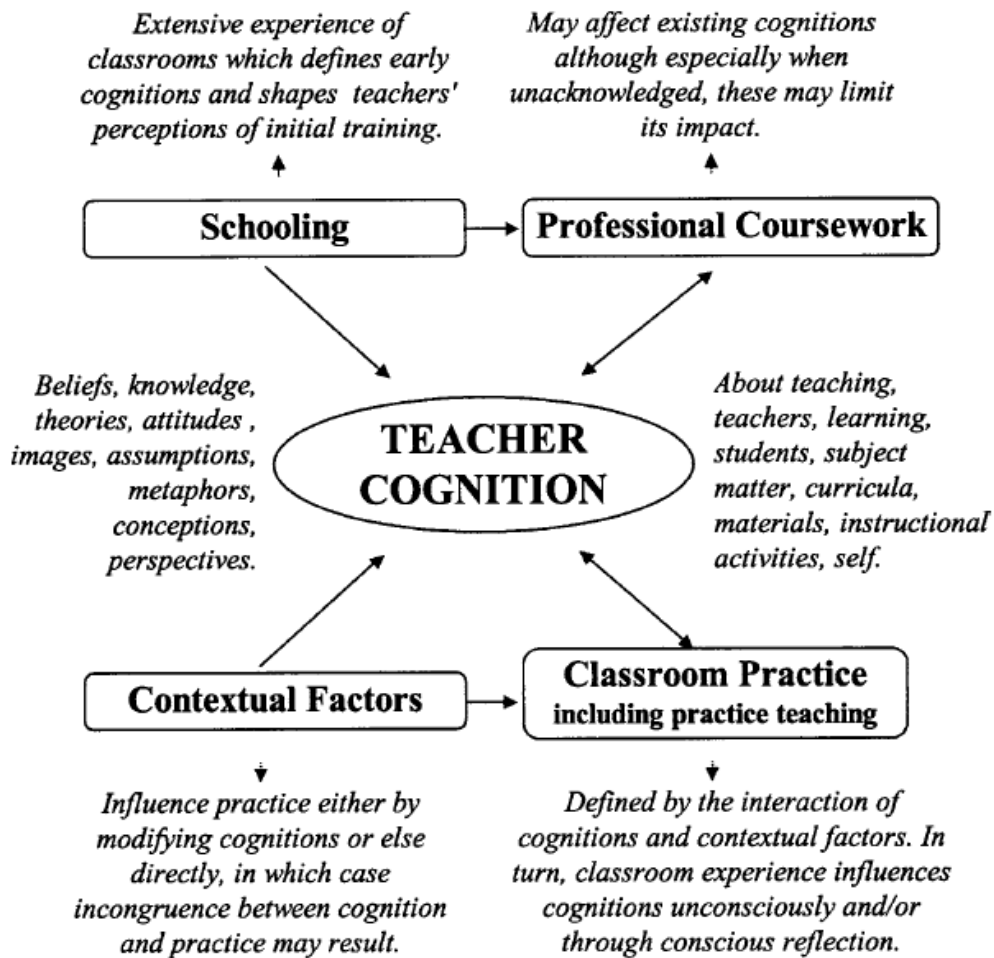 Extensive experience of
classrooms which defines early
cognitions and shapes teachers'
perceptions of initial training.
May affect existing cognitions
although especially when
unacknowledged, these may limit
its impact.
Schooling
Professional Coursework
Beliefs, knowledge,
theories, attitudes ,
images, assumptions,
metaphors,
conceptions,
perspectives.
TEACHER
COGNITION
About teaching,
teachers, learning,
students, subject
matter, curricula,
materials, instructional
activities, self.
Contextual Factors
Classroom Practice
including practice teaching
Influence practice either by
modifying cognitions or else
directly, in which case
incongruence between cognition
and practice may result.
Defined by the interaction of
cognitions and contextual factors. In
turn, classroom experience influences
cognitions unconsciously and/or
through conscious reflection.